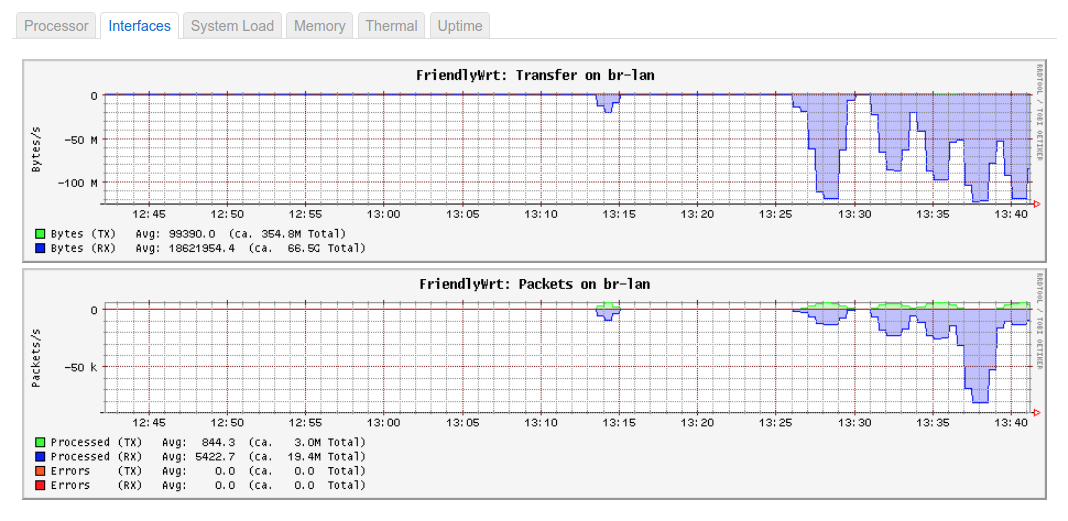 Processor Interfaces System Load Memory Thermal Uptime
FriendlyWrt: Transfer on br-lan
RRDTOOL / TOBI OETIKER
Bytes/s
0
-50 M
-100 M
12:45 12:50 12:55 13:00 13:05 13:10 13:15 13:20 13:25 13:30 13:35 13:40
Bytes (TX) Avg: 99390.0 (ca. 354.8M Total)
Bytes (RX) Avg: 18621954.4 (ca. 66.5G Total)
FriendlyWrt: Packets on br-lan
RRDTOOL / TOBI OETIKER
Packets/s
0
-50 k
12:45 12:50 12:55 13:00 13:05 13:10 13:15 13:20 13:25 13:30 13:35 13:40
Processed (TX) Avg: 844.3 (ca. 3.0M Total)
Processed (RX) Avg: 5422.7 (ca. 19.4M Total)
Errors (TX) Avg: 0.0 (ca. 0.0 Total)
Errors (RX) Avg: 0.0 (ca. 0.0 Total)